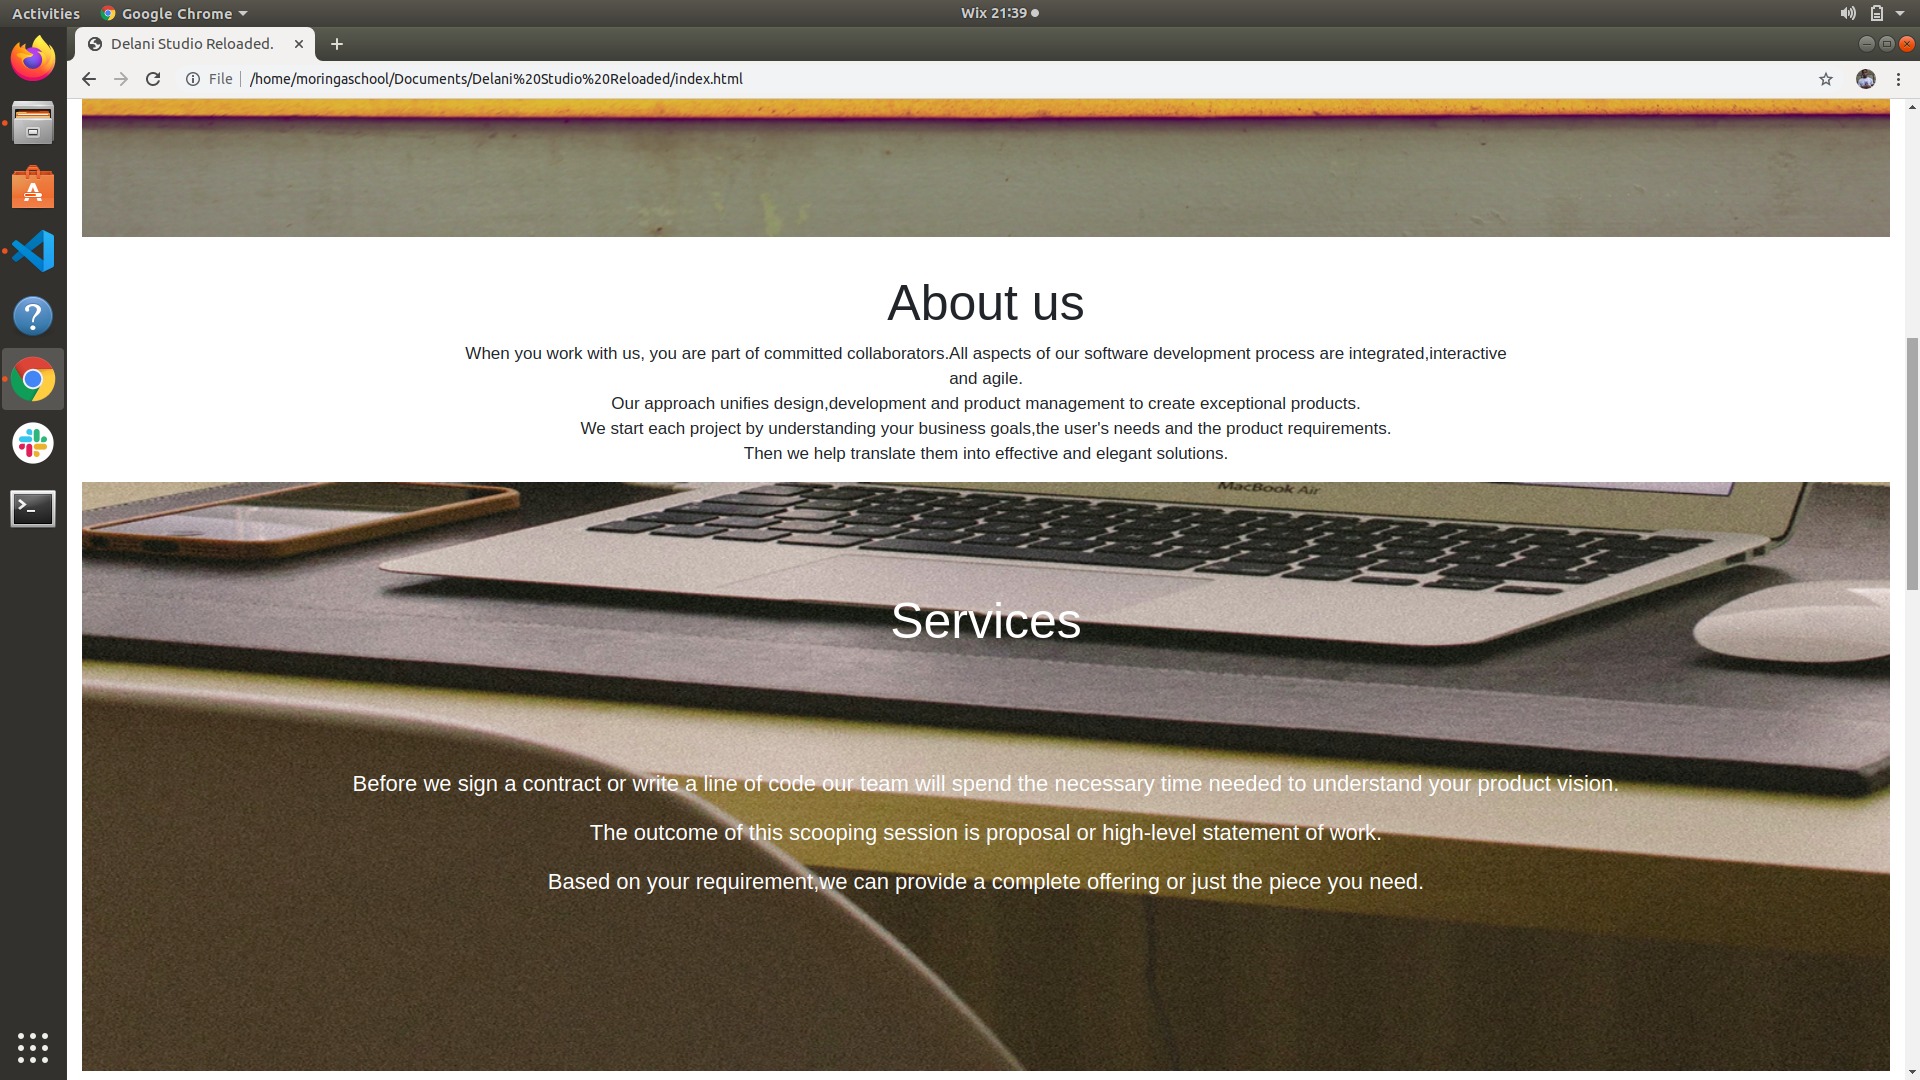 Activities Google Chrome Wix 21:39
Delani Studio Reloaded.
File /home/moringaschool/Documents/Delani%20Studio%20Reloaded/index.html
About us
When you work with us, you are part of committed collaborators.All aspects of our software development process are integrated,interactive
and agile.
Our approach unifies design,development and product management to create exceptional products.
We start each project by understanding your business goals,the user's needs and the product requirements.
Then we help translate them into effective and elegant solutions.
MacBook Air
Services
Before we sign a contract or write a line of code our team will spend the necessary time needed to understand your product vision.
The outcome of this scooping session is proposal or high-level statement of work.
Based on your requirement,we can provide a complete offering or just the piece you need.